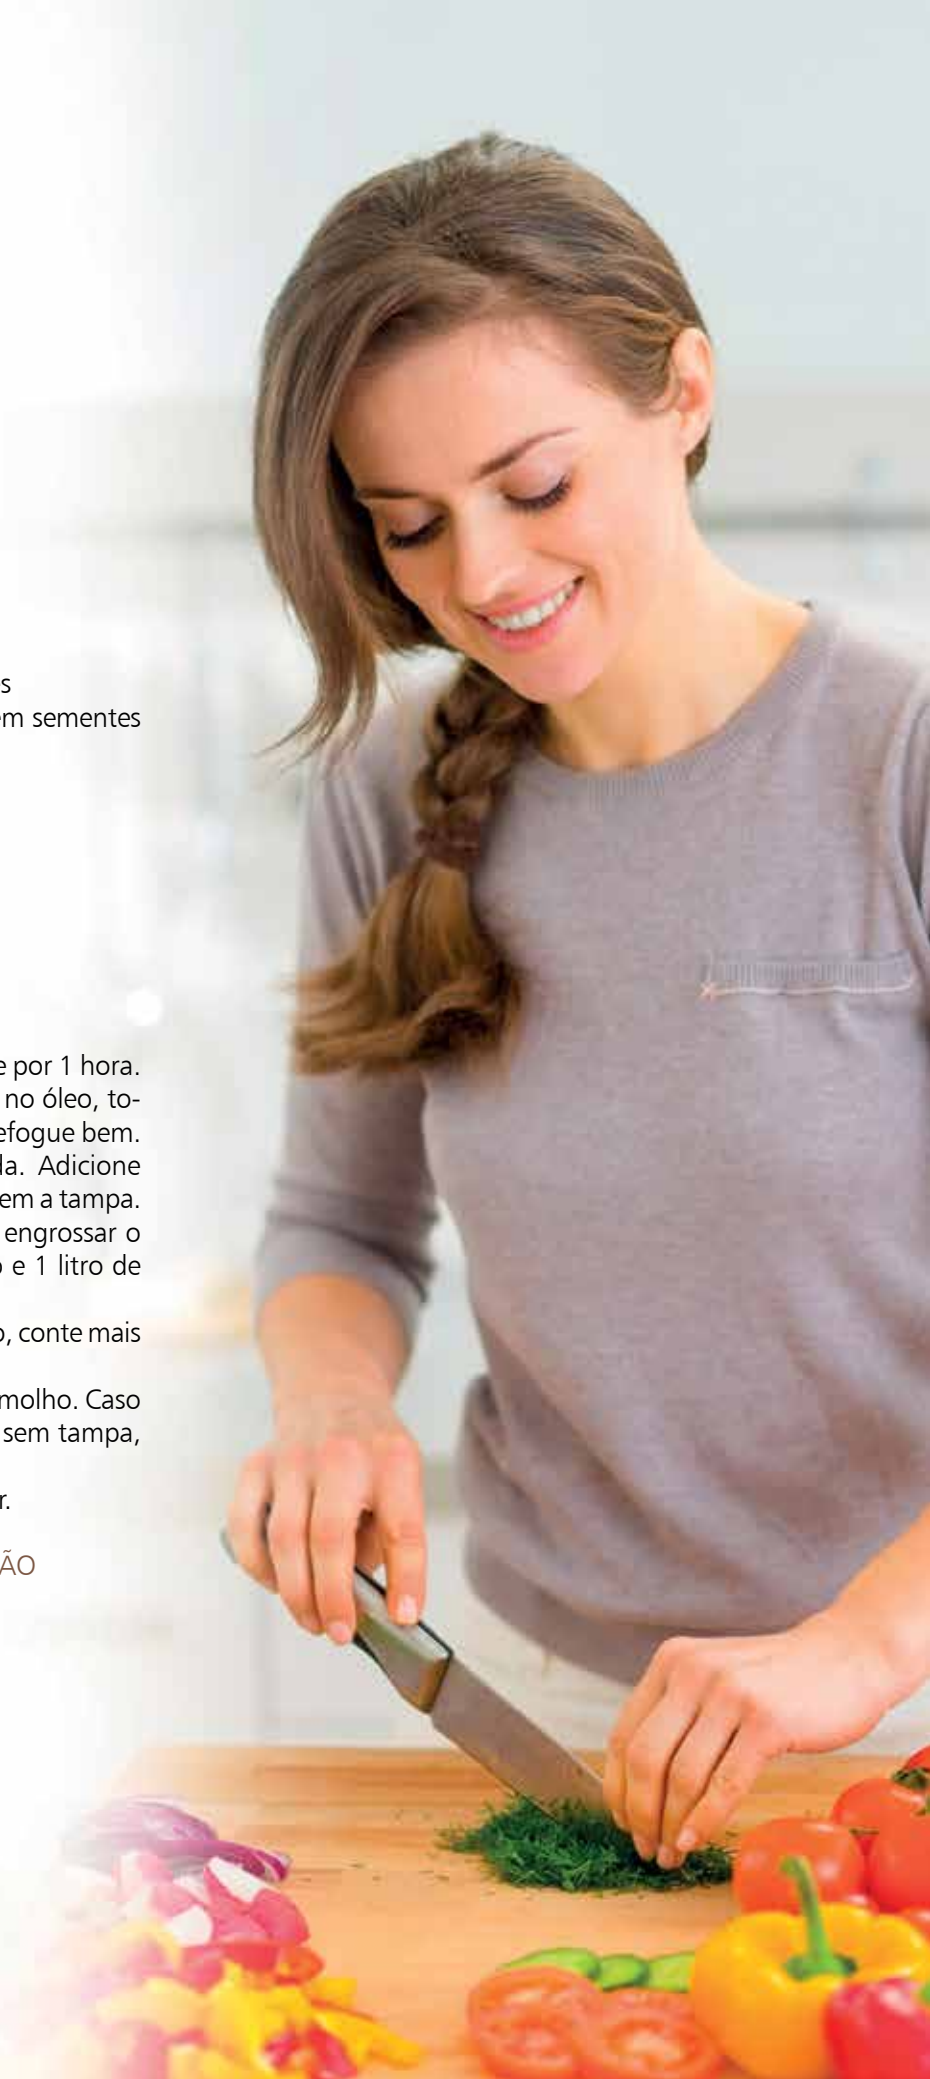 s
em sementes
e por 1 hora.
no óleo, to-
efogue bem.
da. Adicione
em a tampa.
engrossar o
o e 1 litro de
o, conte mais
molho. Caso
sem tampa,
r.
ÃO